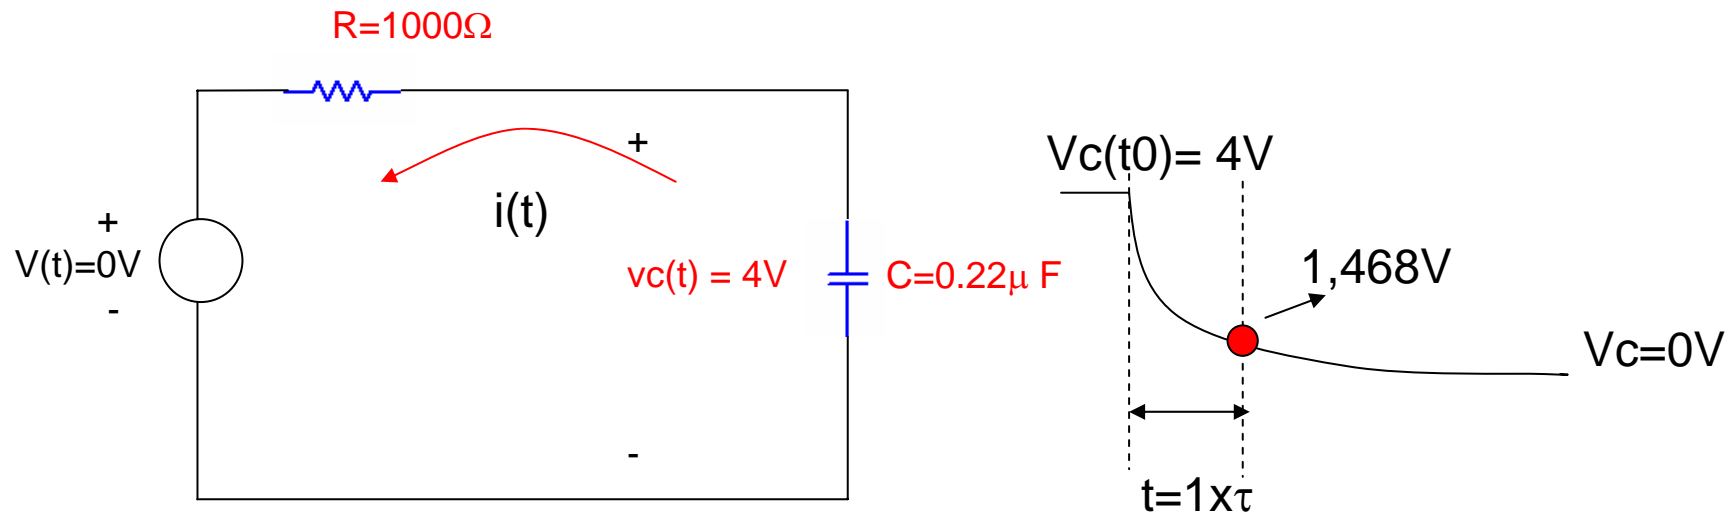 R=1000Ω
+
i(t)
+
V(t)=0V
-
vc(t) = 4V
C=0.22μ F
-
Vc(t0)= 4V
1,468V
Vc=0V
t=1xτ